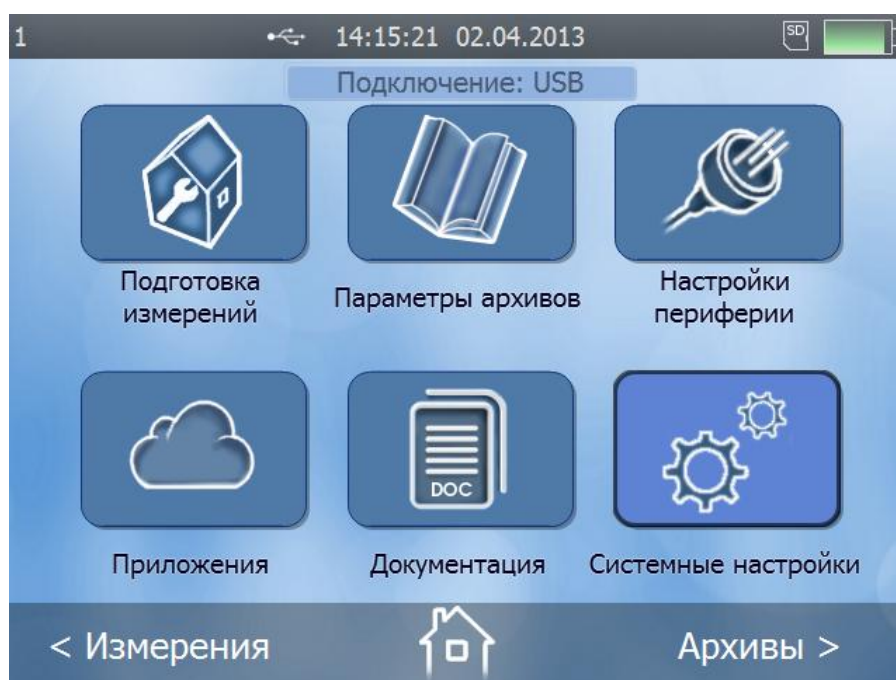 1 14:15:21 02.04.2013 SD
Подключение: USB
Подготовка
измерений
Параметры архивов
Настройки
периферии
DOC
Приложения
Документация
Системные настройки
< Измерения
Архивы >